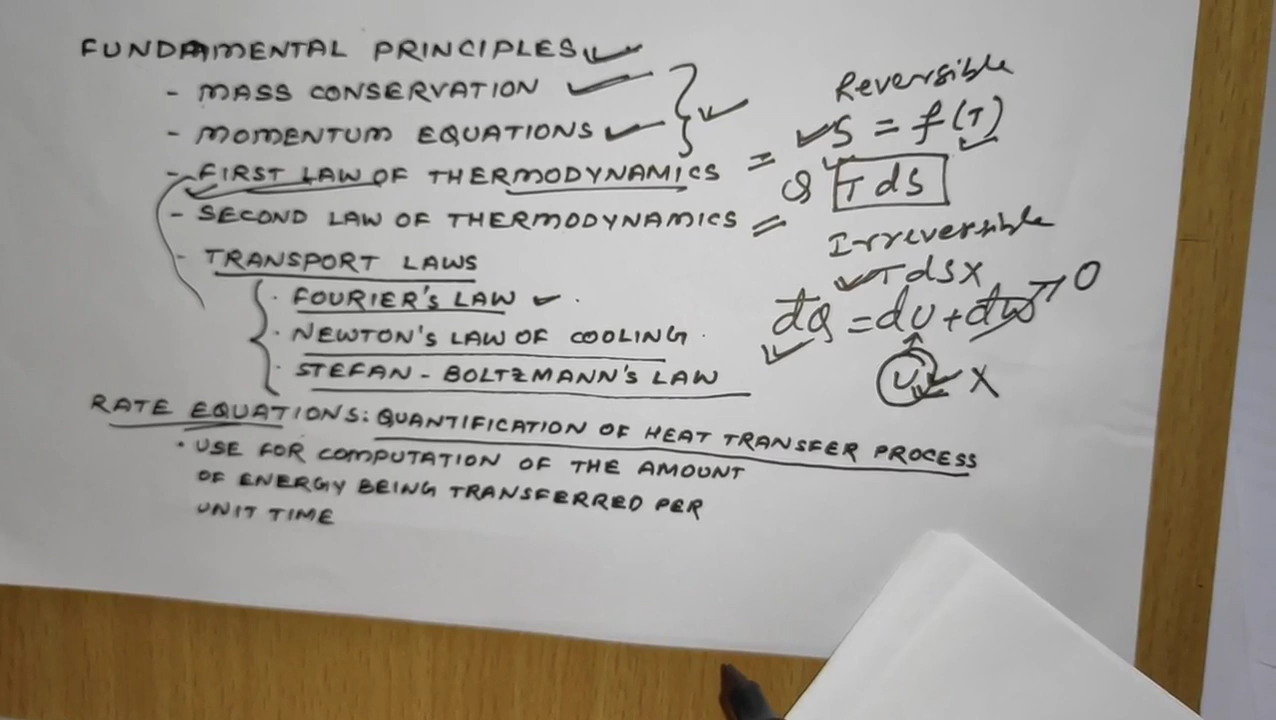 FUNDAMENTAL PRINCIPLES
- MASS CONSERVATION
- MOMENTUM EQUATIONS
- FIRST LAW OF THERMODYNAMICS =
- SECOND LAW OF THERMODYNAMICS =
- TRANSPORT LAWS
· FOURIER'S LAW
· NEWTON'S LAW OF COOLING
· STEFAN - BOLTZMANN'S LAW
RATE EQUATIONS: QUANTIFICATION OF HEAT TRANSFER PROCESS
· USE FOR COMPUTATION OF THE AMOUNT
OF ENERGY BEING TRANSFERRED PER
UNIT TIME
Reversible
S = f(T)
TdS
Irreversible
TdS X
đQ = dU + đW → 0
U X